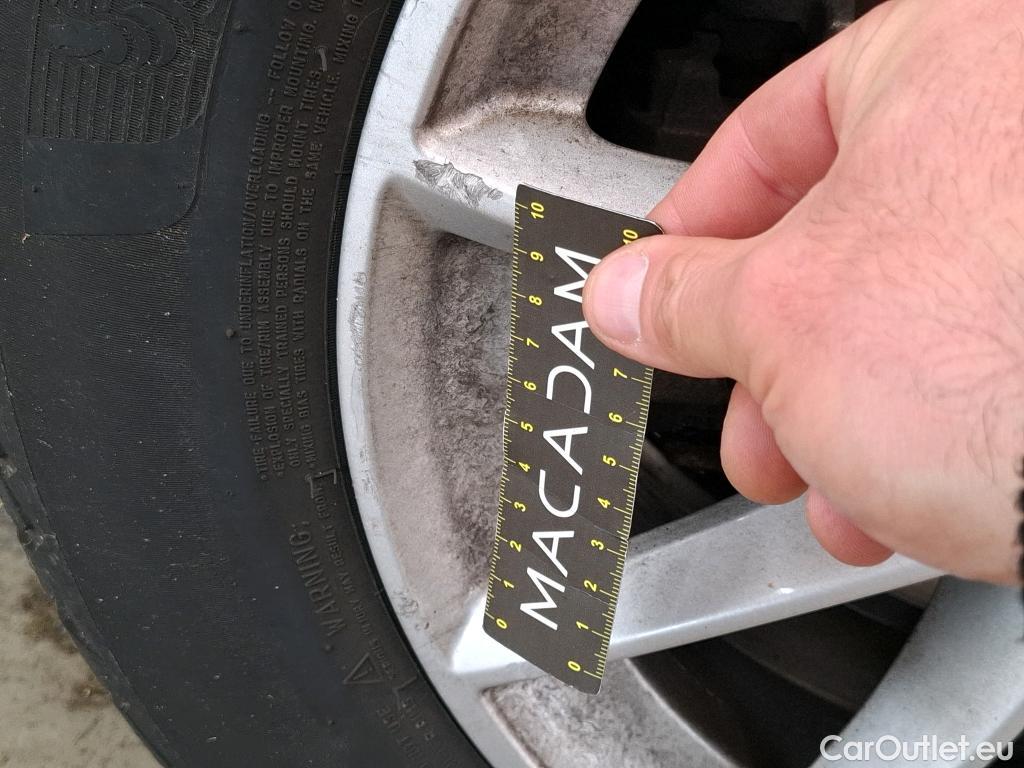 *TIRE FAILURE DUE TO UNDERINFLATION/OVERLOADING -- FOLLOW
*EXPLOSION OF TIRE/RIM ASSEMBLY DUE TO IMPROPER MOUNTING.
ONLY SPECIALLY TRAINED PERSONS SHOULD MOUNT TIRES.
*MIXING BIAS TIRES WITH RADIALS ON THE SAME VEHICLE. MIXING
WARNING:
MACADAM
0 1 2 3 4 5 6 7 8 9 10
0 1 2 3 4 5 6 7 10
CarOutlet.eu